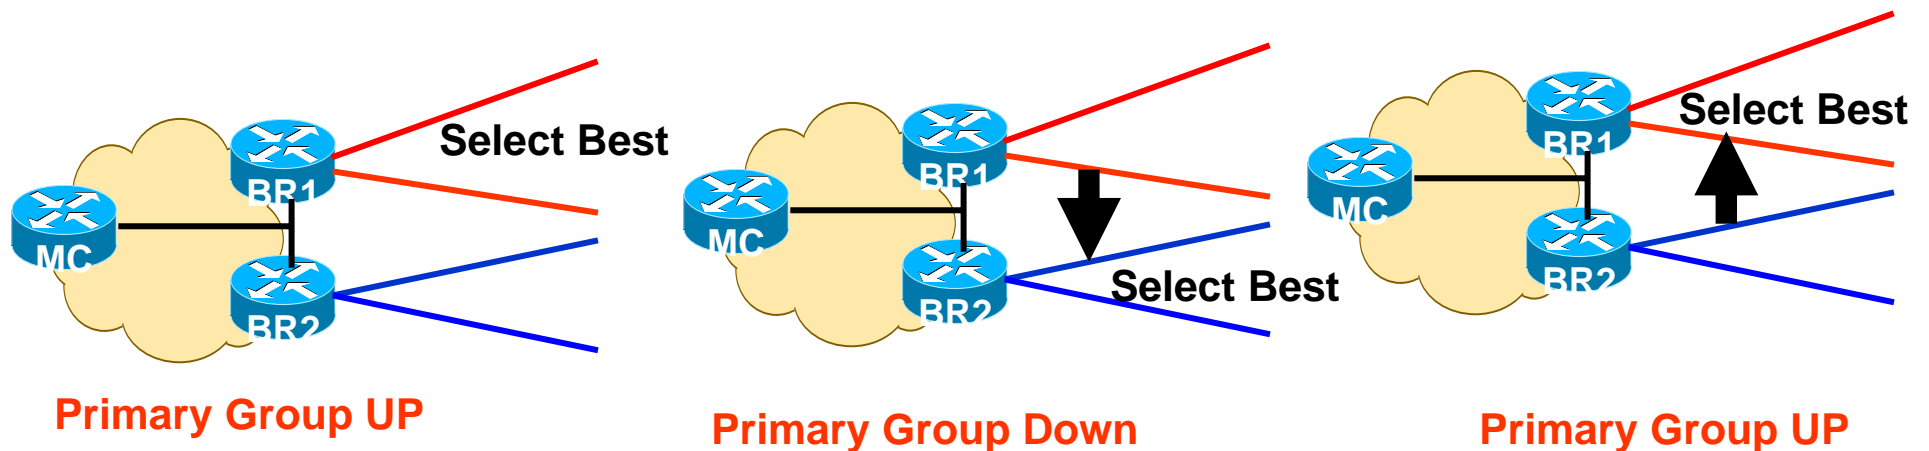 Select Best
BR1
MC
BR2
Primary Group UP
BR1
MC
BR2
Select Best
Primary Group Down
Select Best
BR1
MC
BR2
Primary Group UP